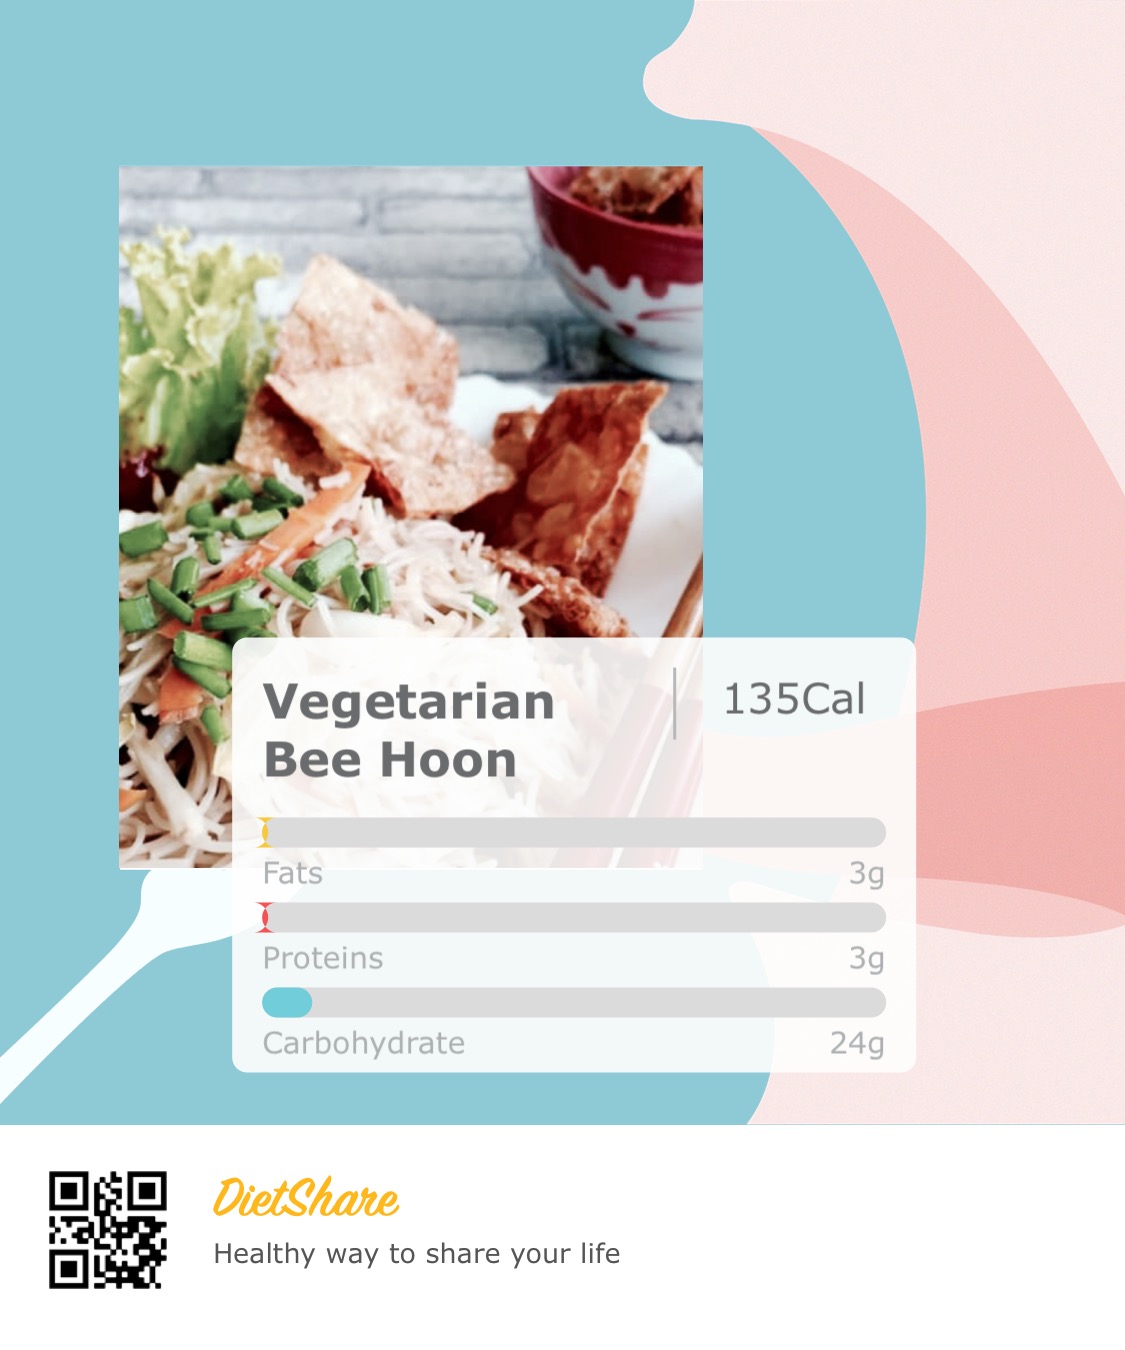 Vegetarian
Bee Hoon
135Cal
Fats 3g
Proteins 3g
Carbohydrate 24g
DietShare
Healthy way to share your life